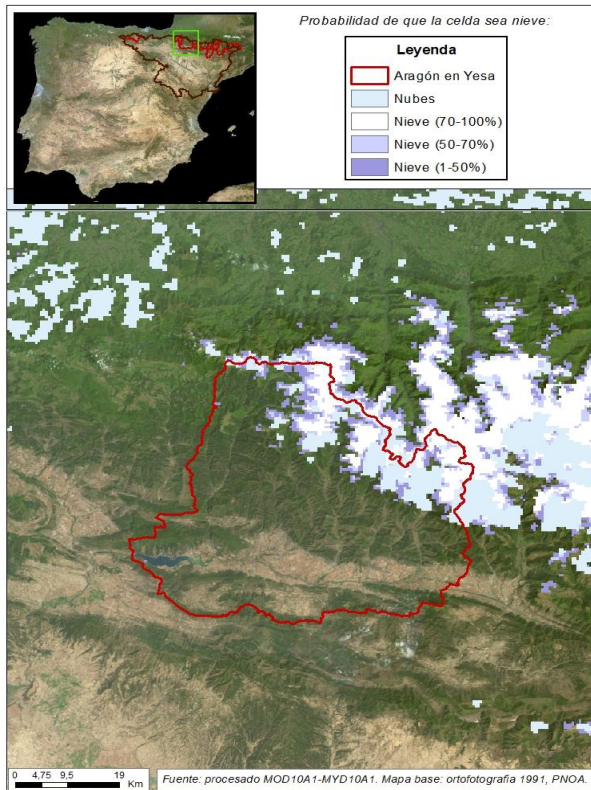 Probabilidad de que la celda sea nieve:
Leyenda
Aragón en Yesa
Nubes
Nieve (70-100%)
Nieve (50-70%)
Nieve (1-50%)
0 4,75 9,5 19
Km
Fuente: procesado MOD10A1-MYD10A1. Mapa base: ortofotografia 1991, PNOA.